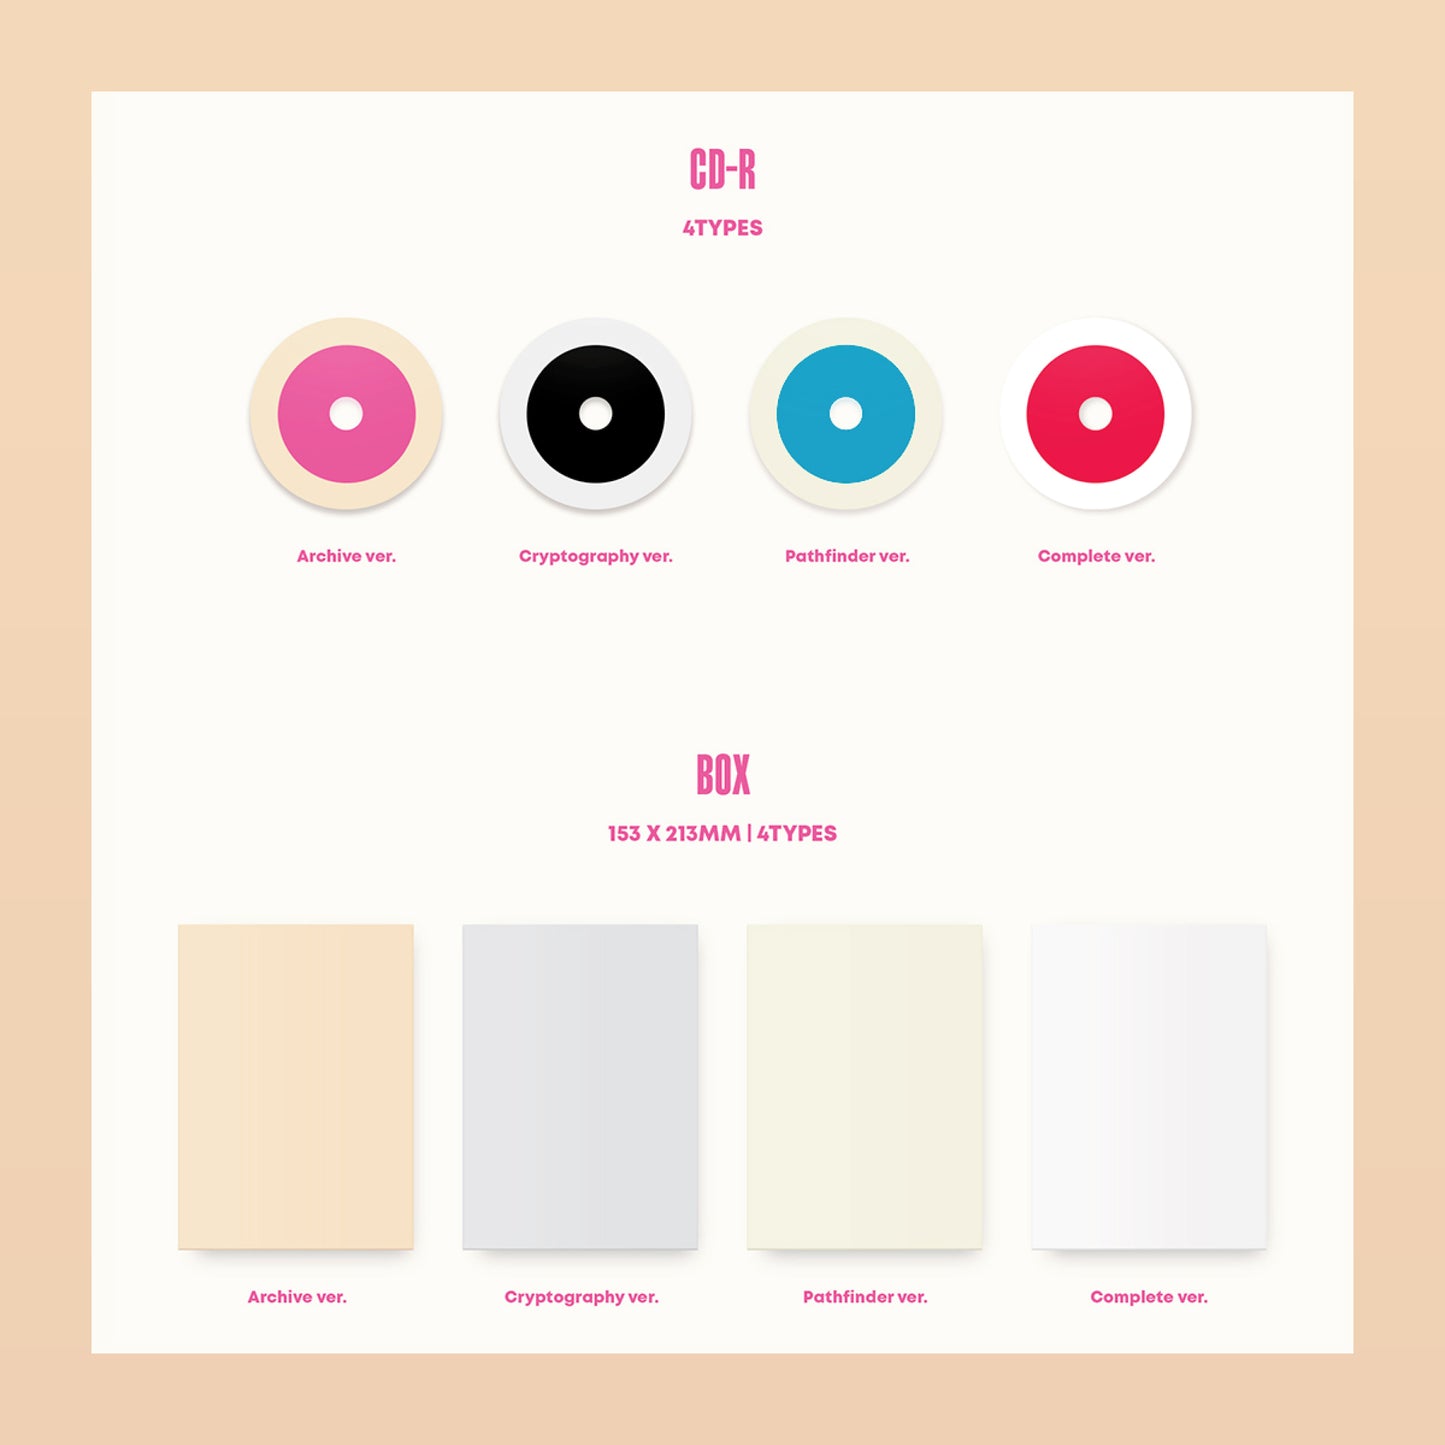 CD-R
4TYPES
Archive ver.
Cryptography ver.
Pathfinder ver.
Complete ver.
BOX
153 X 213MM | 4TYPES
Archive ver.
Cryptography ver.
Pathfinder ver.
Complete ver.